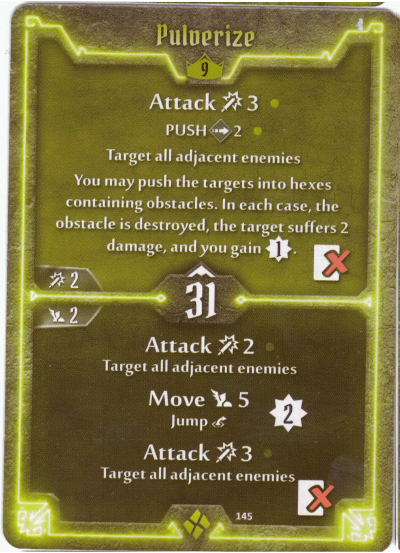 Pulverize
1
9
Attack 3
PUSH 2
Target all adjacent enemies
You may push the targets into hexes
containing obstacles. In each case, the
obstacle is destroyed, the target suffers 2
damage, and you gain 1.
2
31
2
Attack 2
Target all adjacent enemies
Move 5
Jump
2
Attack 3
Target all adjacent enemies
145